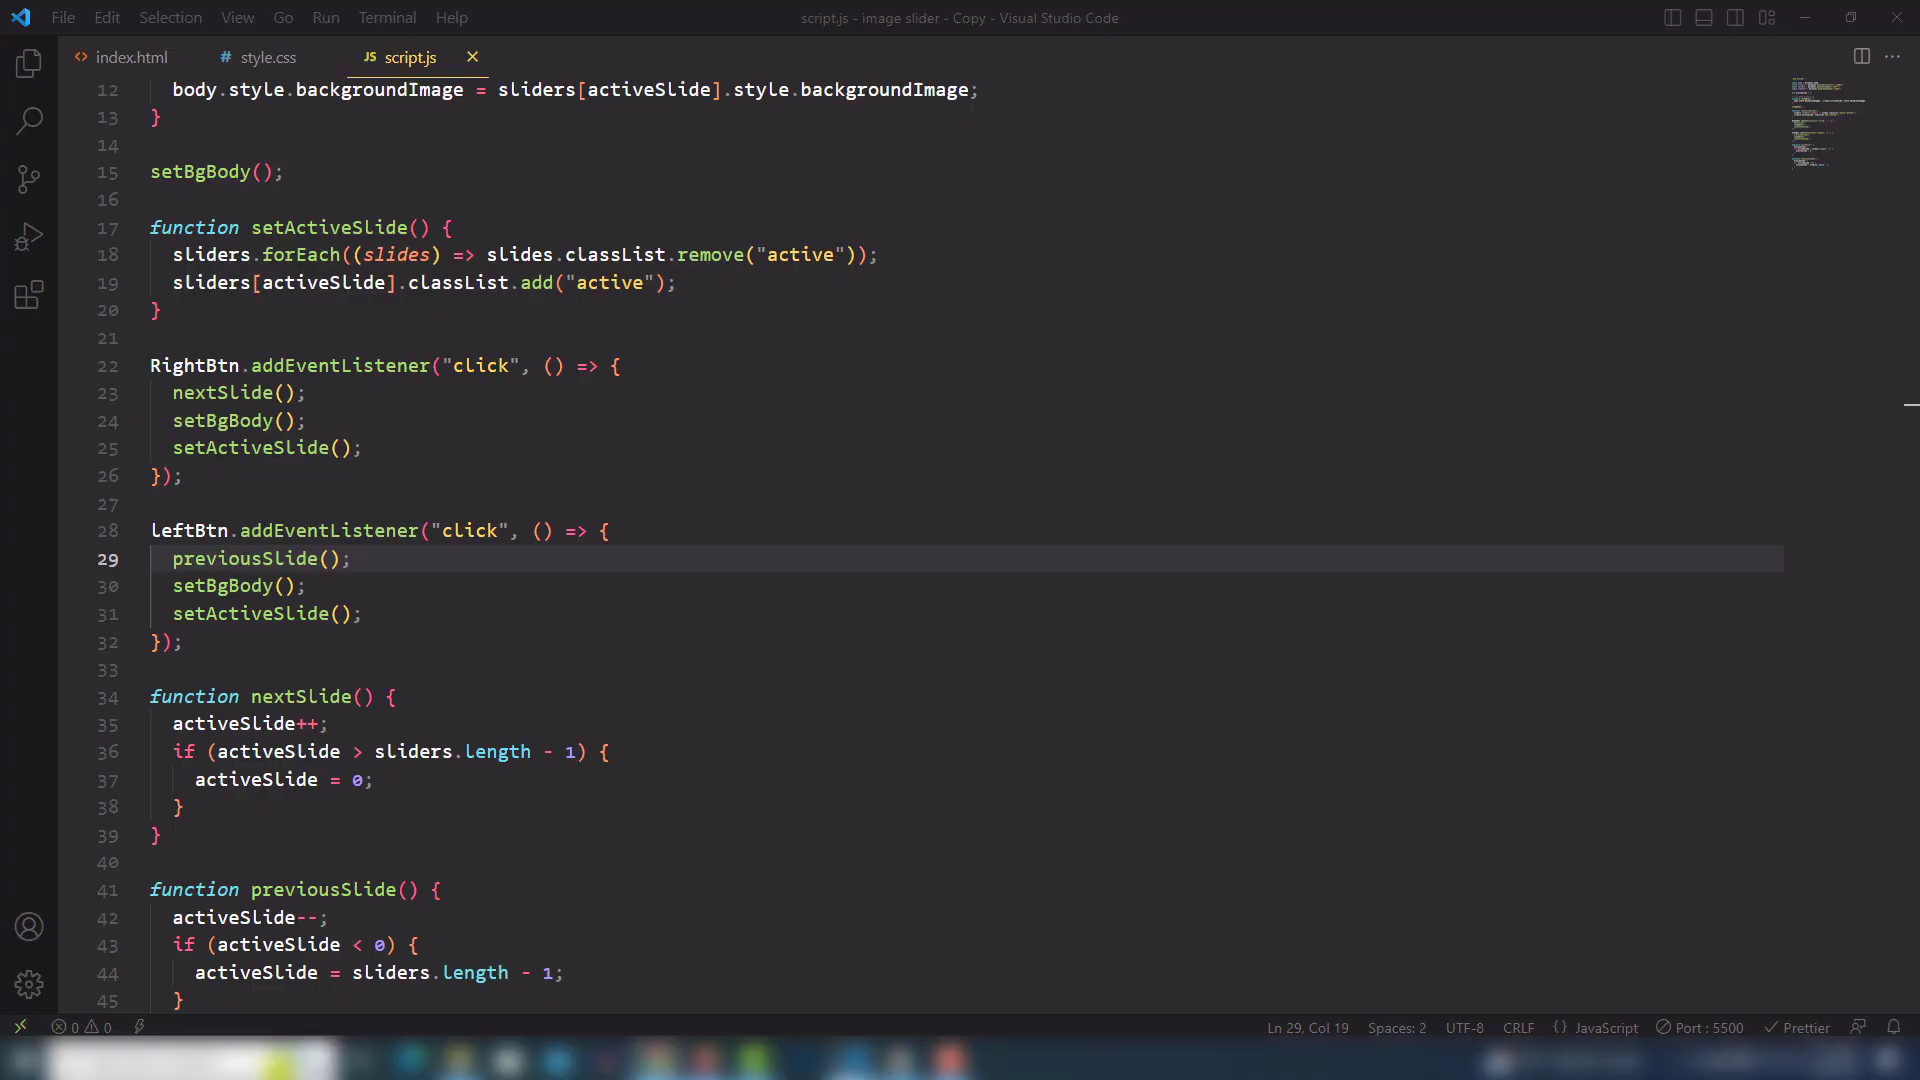 File Edit Selection View Go Run Terminal Help
script.js - image slider - Copy - Visual Studio Code
index.html
# style.css
JS script.js
12 body.style.backgroundImage = sliders[activeSlide].style.backgroundImage;
13 }
14
15 setBgBody();
16
17 function setActiveSlide() {
18 sliders.forEach((slides) => slides.classList.remove("active"));
19 sliders[activeSlide].classList.add("active");
20 }
21
22 RightBtn.addEventListener("click", () => {
23 nextSlide();
24 setBgBody();
25 setActiveSlide();
26 });
27
28 leftBtn.addEventListener("click", () => {
29 previousSlide();
30 setBgBody();
31 setActiveSlide();
32 });
33
34 function nextSlide() {
35 activeSlide++;
36 if (activeSlide > sliders.length - 1) {
37 activeSlide = 0;
38 }
39 }
40
41 function previousSlide() {
42 activeSlide--;
43 if (activeSlide < 0) {
44 activeSlide = sliders.length - 1;
45 }
0 0
Ln 29, Col 19 Spaces: 2 UTF-8 CRLF {} JavaScript Port : 5500 Prettier